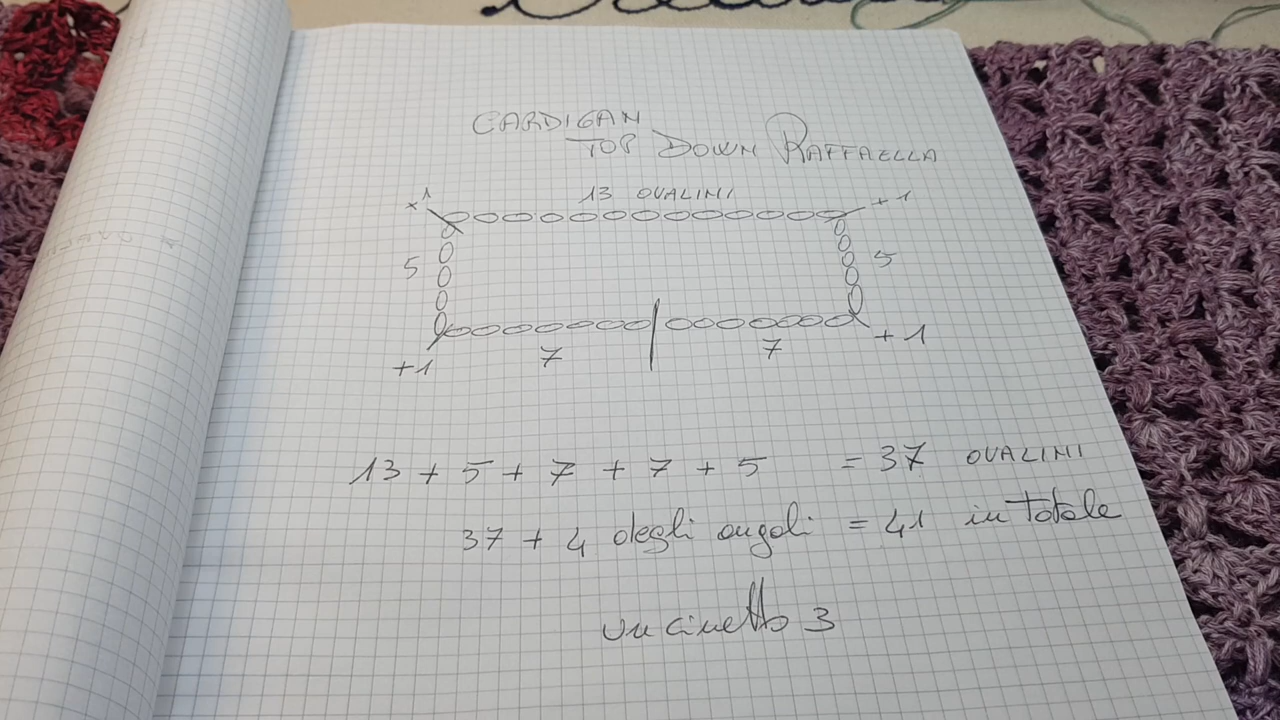 CARDIGAN
TOP DOWN RAFFAELLA
13 OVALINI
+1
+1
5
5
7
7
+1
+1
13 + 5 + 7 + 7 + 5 = 37 OVALINI
37 + 4 degli angoli = 41 in totale
uncinetto 3